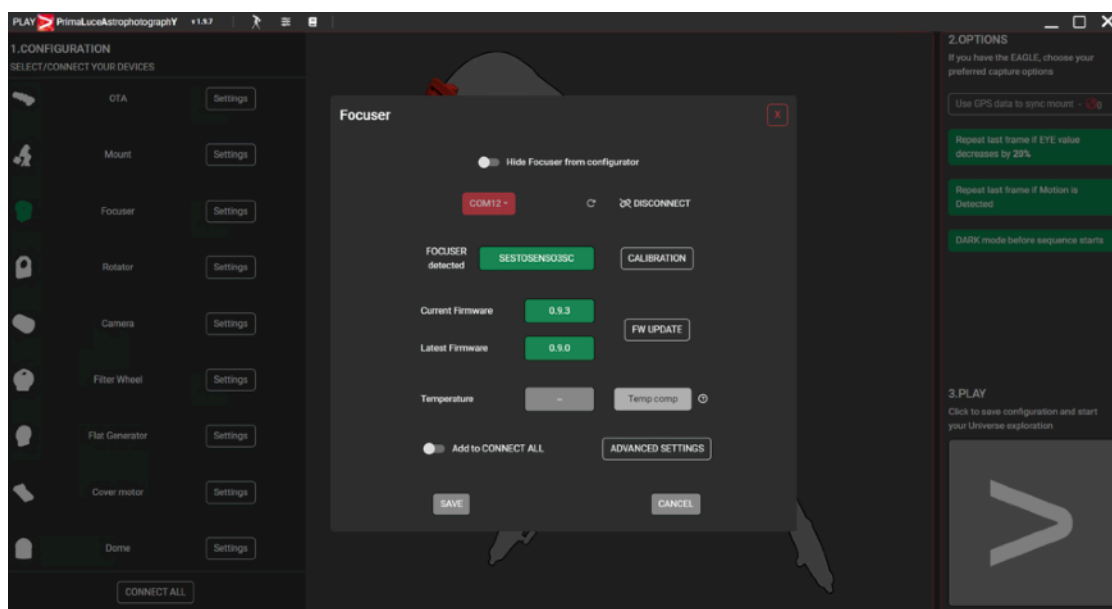 PLAY PrimaLuceAstrophotographY v1.9.7
1.CONFIGURATION
SELECT/CONNECT YOUR DEVICES
OTA Settings
Mount Settings
Focuser Settings
Rotator Settings
Camera Settings
Filter Wheel Settings
Flat Generator Settings
Cover motor Settings
Dome Settings
CONNECT ALL
Focuser
X
Hide Focuser from configurator
COM12
DISCONNECT
FOCUSER
detected
SESTOSENSO3SC
CALIBRATION
Current Firmware 0.9.3
FW UPDATE
Latest Firmware 0.9.0
Temperature – Temp comp
Add to CONNECT ALL ADVANCED SETTINGS
SAVE CANCEL
2.OPTIONS
If you have the EAGLE, choose your
preferred capture options
Use GPS data to sync mount -
Repeat last frame if EYE value
decreases by 20%
Repeat last frame if Motion is
Detected
DARK mode before sequence starts
3.PLAY
Click to save configuration and start
your Universe exploration